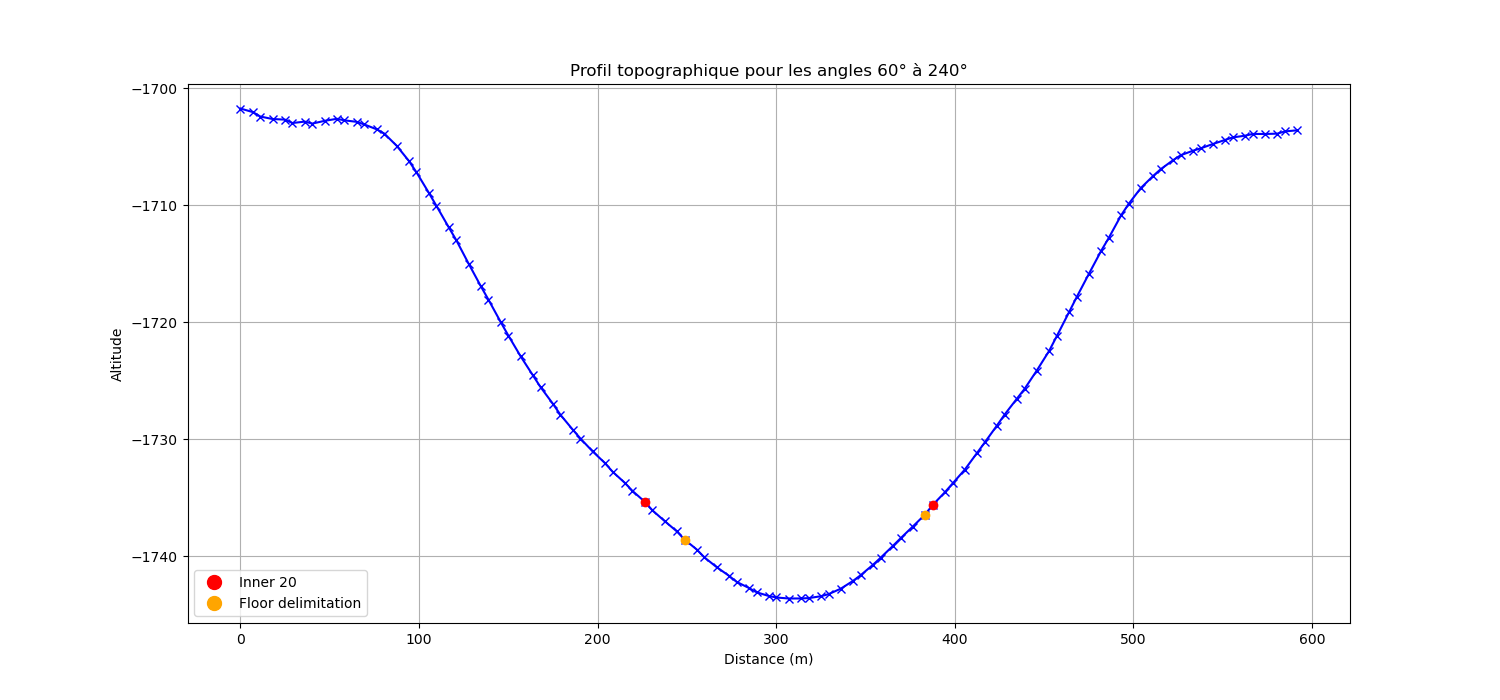 Profil topographique pour les angles 60° à 240°
−1700
−1710
−1720
−1730
−1740
Altitude
Inner 20
Floor delimitation
0 100 200 300 400 500 600
Distance (m)